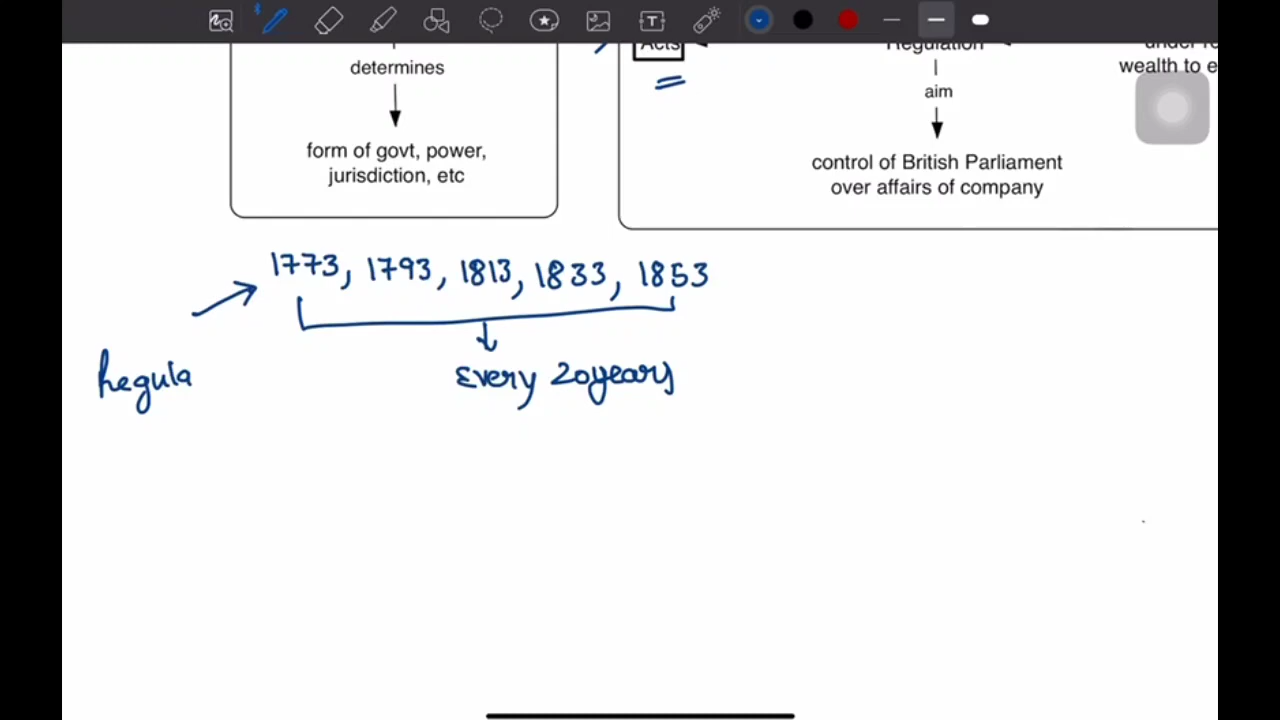 determines
form of govt, power,
jurisdiction, etc
Acts
Regulation
aim
control of British Parliament
over affairs of company
wealth to e
1773, 1793, 1813, 1833, 1853
Every 20years
Regula
T